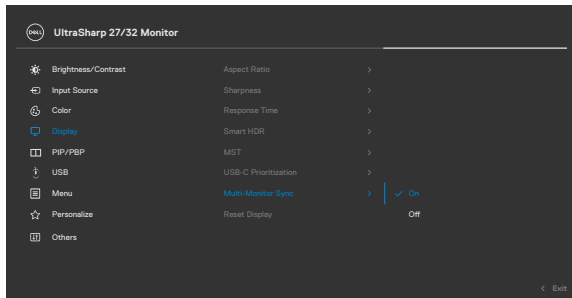 DELL UltraSharp 27/32 Monitor
Brightness/Contrast Aspect Ratio
Input Source Sharpness
Color Response Time
Display Smart HDR
PIP/PBP MST
USB USB-C Prioritization
Menu Multi-Monitor Sync On
Personalize Reset Display Off
Others
Exit